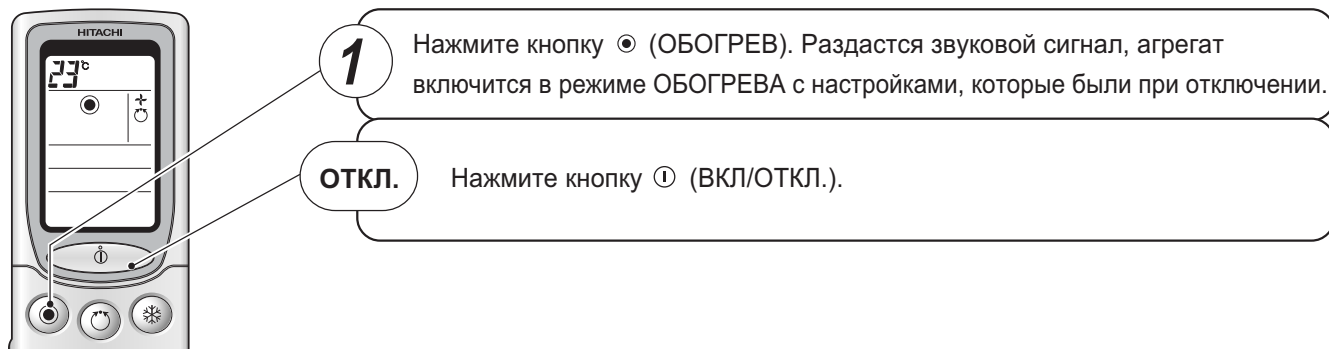 HITACHI
23°c
1
Нажмите кнопку ◉ (ОБОГРЕВ). Раздастся звуковой сигнал, агрегат
включится в режиме ОБОГРЕВА с настройками, которые были при отключении.
ОТКЛ.
Нажмите кнопку Ⓘ (ВКЛ/ОТКЛ.).